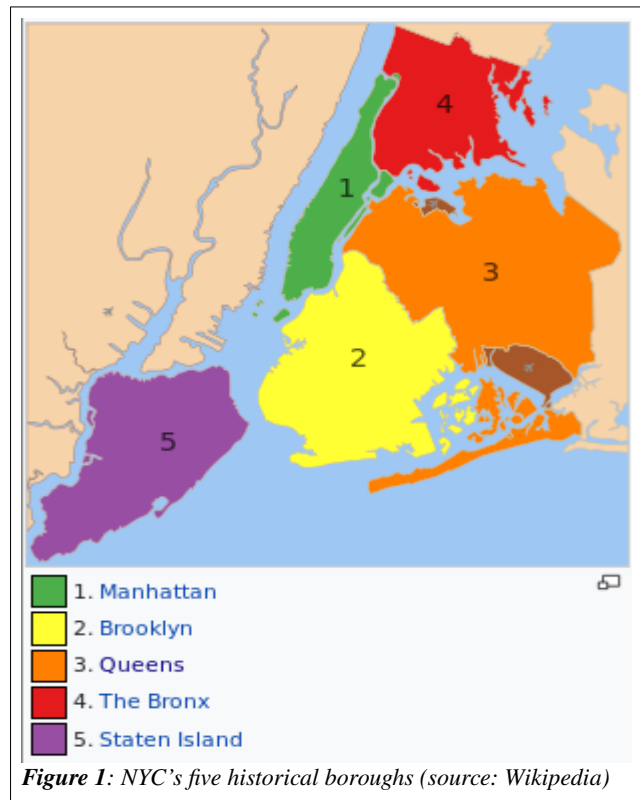 4
1
3
2
5
1. Manhattan
2. Brooklyn
3. Queens
4. The Bronx
5. Staten Island
Figure 1: NYC's five historical boroughs (source: Wikipedia)